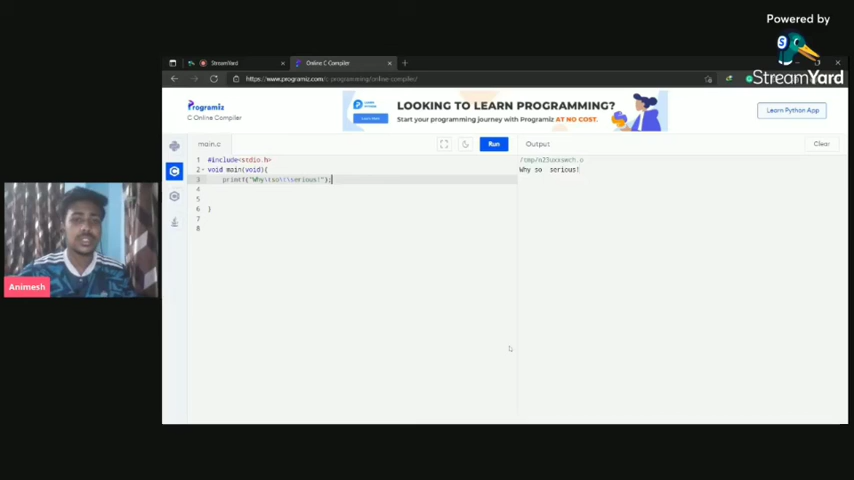 Powered by
StreamYard
StreamYard
Online C Compiler
https://www.programiz.com/c-programming/online-compiler/
Programiz
C Online Compiler
LOOKING TO LEARN PROGRAMMING?
Start your programming journey with Programiz AT NO COST.
Learn Python App
main.c
Run
Output
Clear
1 #include<stdio.h>
2 void main(void){
3 printf("Why\tso\t\serious!");
4
5
6 }
7
8
Why so serious!
Animesh